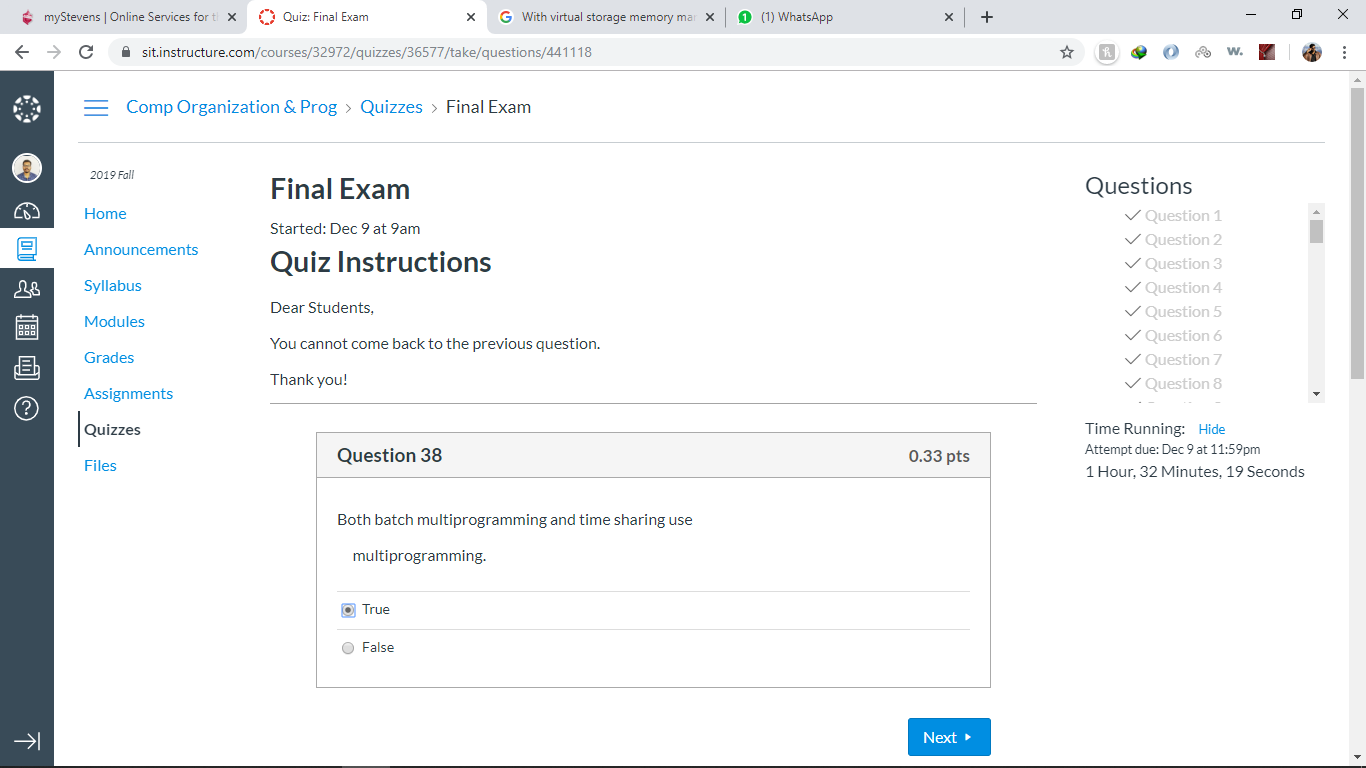 myStevens | Online Services for t
Quiz: Final Exam
With virtual storage memory ma
(1) WhatsApp
sit.instructure.com/courses/32972/quizzes/36577/take/questions/441118
Comp Organization & Prog > Quizzes > Final Exam
2019 Fall
Home
Announcements
Syllabus
Modules
Grades
Assignments
Quizzes
Files
Final Exam
Started: Dec 9 at 9am
Quiz Instructions
Dear Students,
You cannot come back to the previous question.
Thank you!
Question 38 0.33 pts
Both batch multiprogramming and time sharing use
multiprogramming.
True
False
Next
Questions
Question 1
Question 2
Question 3
Question 4
Question 5
Question 6
Question 7
Question 8
Time Running: Hide
Attempt due: Dec 9 at 11:59pm
1 Hour, 32 Minutes, 19 Seconds